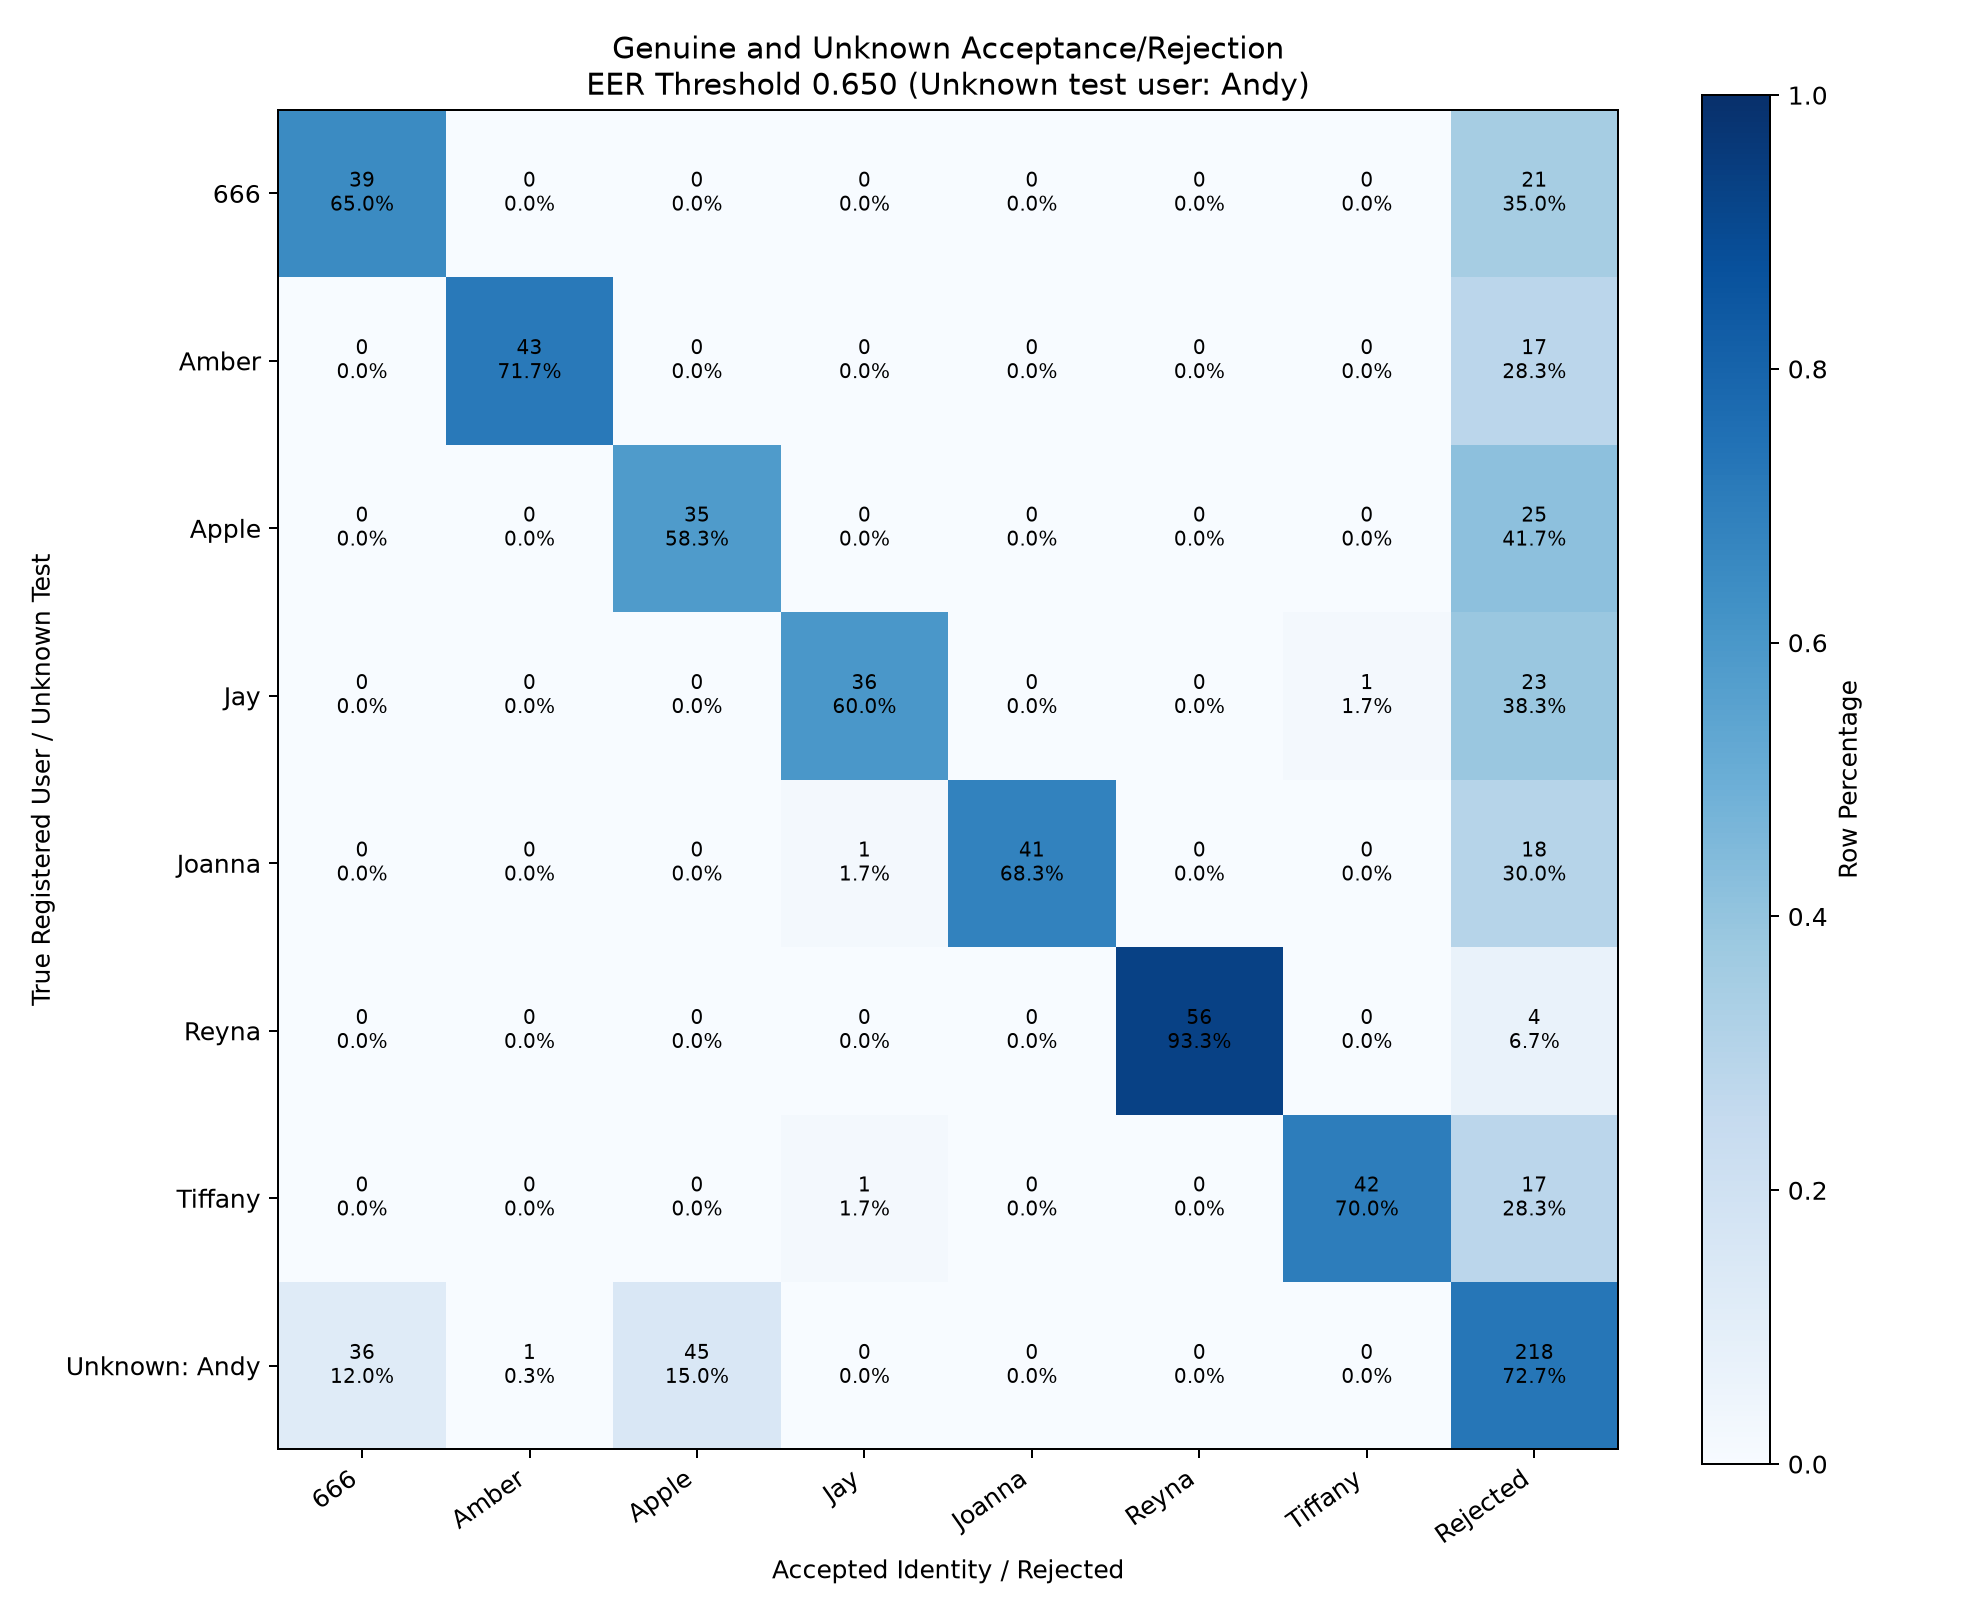 Genuine and Unknown Acceptance/Rejection
EER Threshold 0.650 (Unknown test user: Andy)
True Registered User / Unknown Test
666
39 0 0 0 0 0 0 21
65.0% 0.0% 0.0% 0.0% 0.0% 0.0% 0.0% 35.0%
Amber
0 43 0 0 0 0 0 17
0.0% 71.7% 0.0% 0.0% 0.0% 0.0% 0.0% 28.3%
Apple
0 0 35 0 0 0 0 25
0.0% 0.0% 58.3% 0.0% 0.0% 0.0% 0.0% 41.7%
Jay
0 0 0 36 0 0 1 23
0.0% 0.0% 0.0% 60.0% 0.0% 0.0% 1.7% 38.3%
Joanna
0 0 0 1 41 0 0 18
0.0% 0.0% 0.0% 1.7% 68.3% 0.0% 0.0% 30.0%
Reyna
0 0 0 0 0 56 0 4
0.0% 0.0% 0.0% 0.0% 0.0% 93.3% 0.0% 6.7%
Tiffany
0 0 0 1 0 0 42 17
0.0% 0.0% 0.0% 1.7% 0.0% 0.0% 70.0% 28.3%
Unknown: Andy
36 1 45 0 0 0 0 218
12.0% 0.3% 15.0% 0.0% 0.0% 0.0% 0.0% 72.7%
666 Amber Apple Jay Joanna Reyna Tiffany Rejected
Accepted Identity / Rejected
1.0
0.8
0.6
0.4
0.2
0.0
Row Percentage